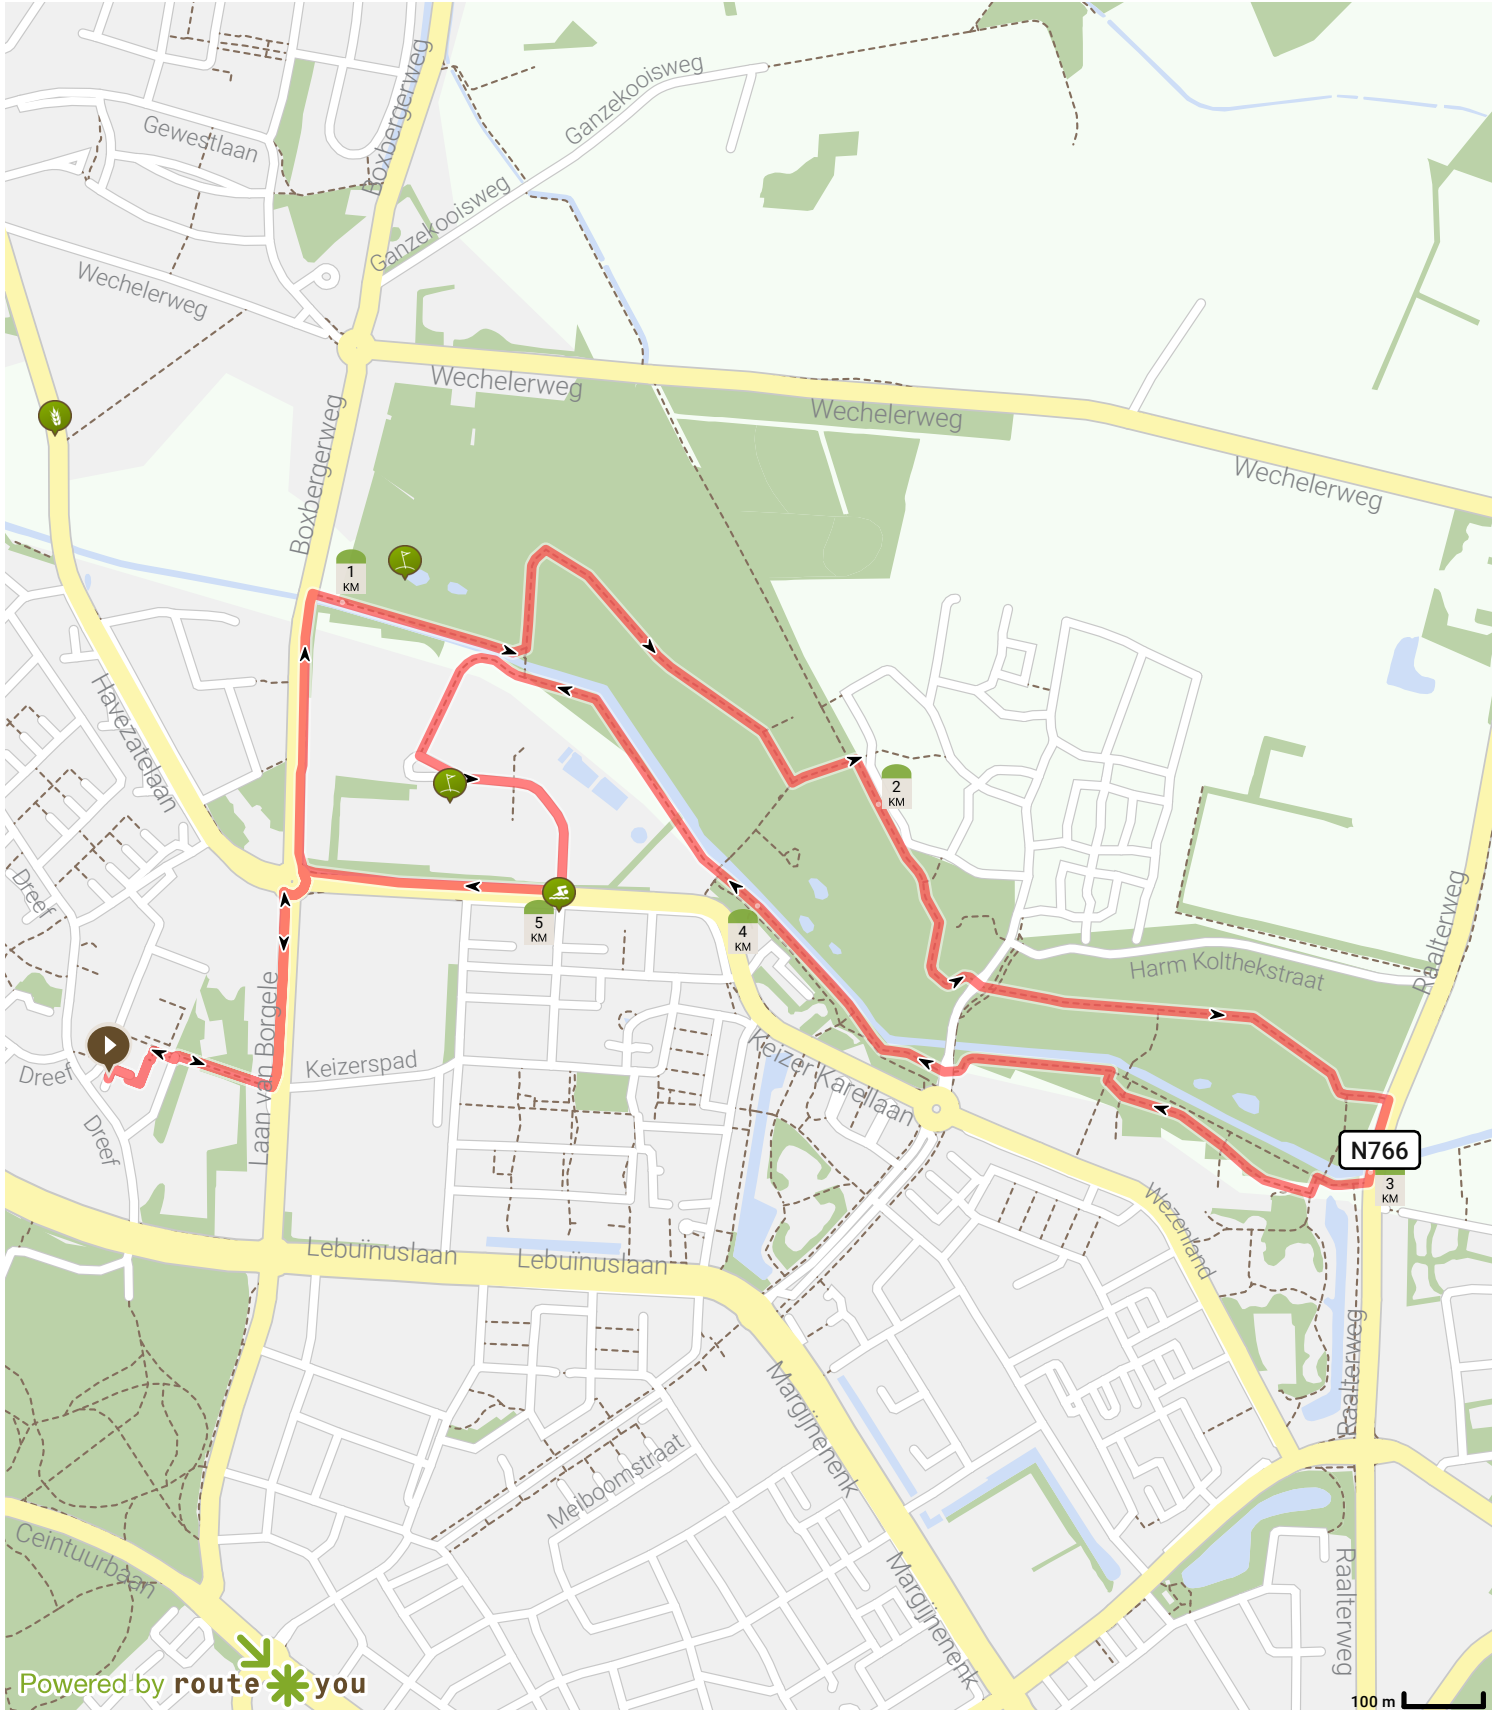 Boxbergerweg
Ganzekooisweg
Gewestlaan
Ganzekooisweg
Wechelerweg
Wechelerweg
Wechelerweg
Wechelerweg
Boxbergerweg
1
KM
Havezatelaan
2
KM
Dreef
5
KM
4
KM
Raalterweg
Harm Kolthekstraat
Laan van Borgele
Keizerspad
Keizer Karellaan
Dreef
Dreef
N766
3
KM
Wezenland
Lebuïnuslaan
Lebuïnuslaan
Raalterweg
Margijnenenk
Meiboomstraat
Ceintuurbaan
Margijnenenk
Raalterweg
Powered by routeyou
100 m